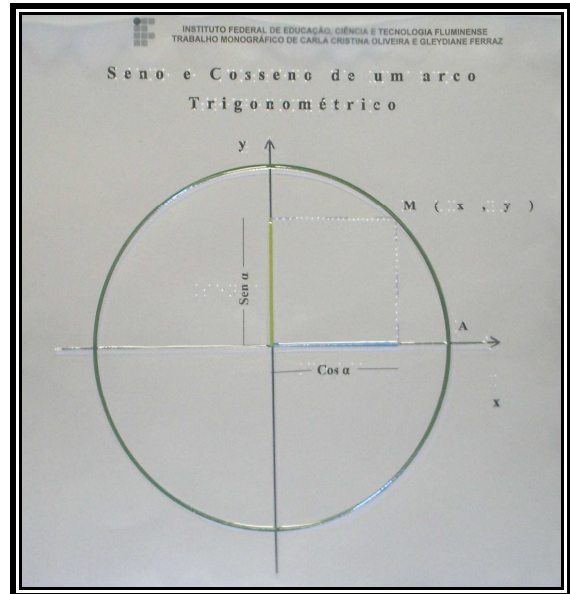 INSTITUTO FEDERAL DE EDUCAÇÃO, CIÊNCIA E TECNOLOGIA FLUMINENSE
TRABALHO MONOGRÁFICO DE CARLA CRISTINA OLIVEIRA E GLEYDIANE FERRAZ
Seno e Cosseno de um arco
Trigonométrico
y
M ( x , y )
Sen α
A
Cos α
x